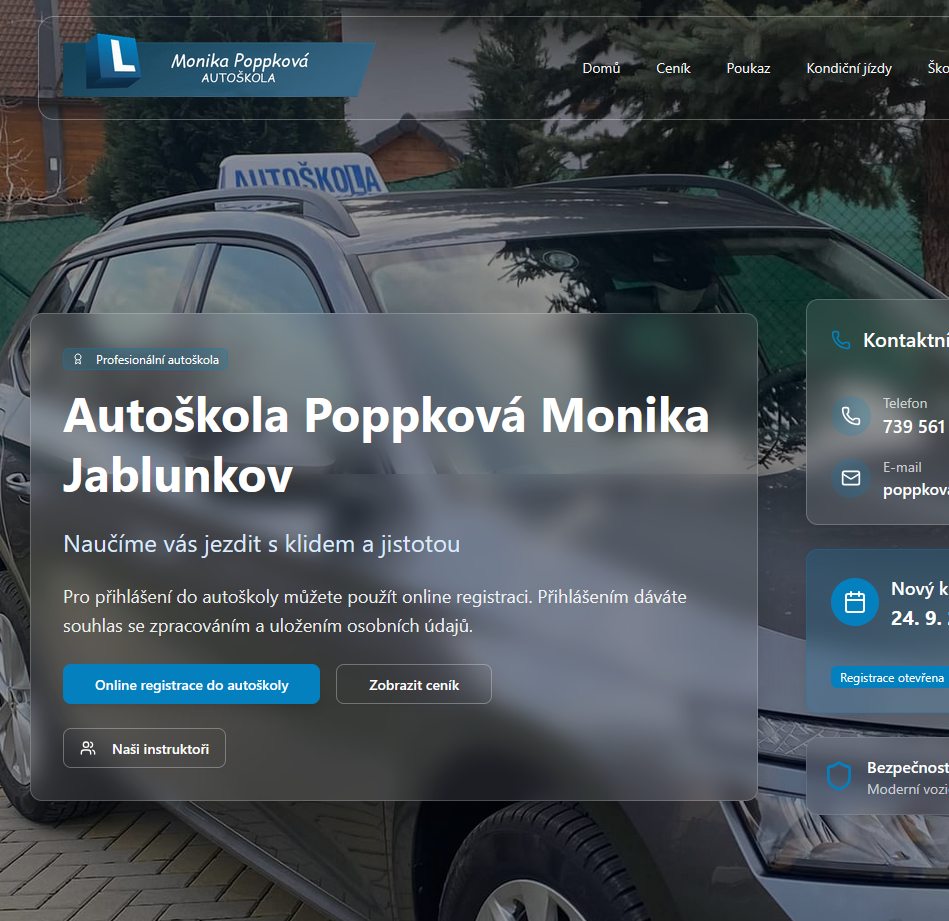 L
Monika Poppková
AUTOŠKOLA
Domů
Ceník
Poukaz
Kondiční jízdy
AUTOŠKOLA
Profesionální autoškola
Autoškola Poppková Monika
Jablunkov
Naučíme vás jezdit s klidem a jistotou
Pro přihlášení do autoškoly můžete použít online registraci. Přihlášením dáváte
souhlas se zpracováním a uložením osobních údajů.
Online registrace do autoškoly
Zobrazit ceník
Naši instruktoři
Kontaktní
Telefon
739 561
E-mail
poppkova
Nový k
24. 9.
Registrace otevřena
Bezpečnost
Moderní vozi